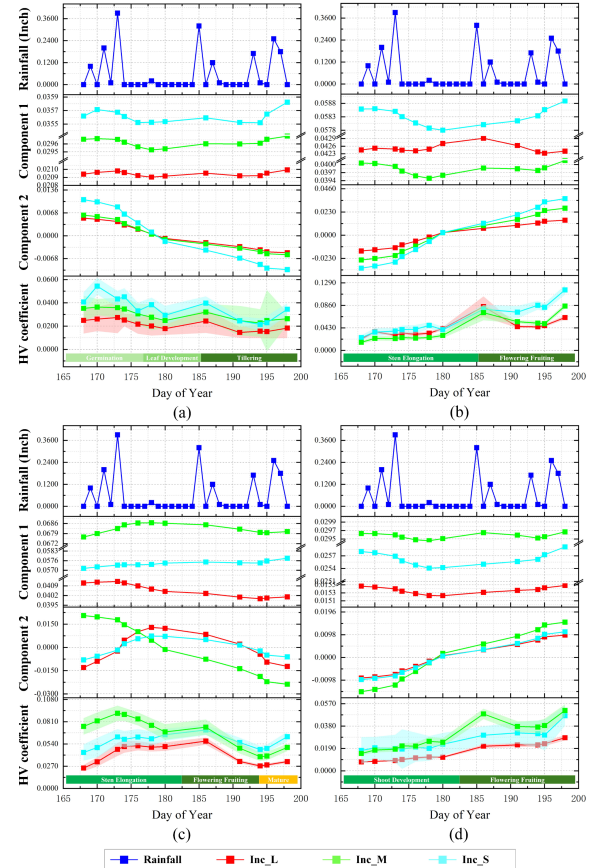 Rainfall (Inch)
0.3600
0.2400
0.1200
0.0000
0.0359
Component 1
0.0357
0.0355
0.0296
0.0295
0.0210
0.0209
0.0208
Component 2
0.0136
0.0068
-0.0068
HV coefficient
0.0600
0.0400
0.0200
0.0000
Germination
Leaf Development
Tillering
165 170 175 180 185 190 195 200
Day of Year
(a)
Rainfall (Inch)
0.3600
0.2400
0.1200
0.0000
Component 1
0.0588
0.0583
0.0578
0.0429
0.0426
0.0423
0.0400
0.0394
Component 2
0.0460
0.0230
0.0000
-0.0230
HV coefficient
0.1290
0.0860
0.0430
0.0000
Stem Elongation
Flowering Fruiting
165 170 175 180 185 190 195 200
Day of Year
(b)
Rainfall (Inch)
0.3600
0.2400
0.1200
0.0000
Component 1
0.0686
0.0679
0.0672
0.0583
0.0576
0.0570
0.0409
0.0402
0.0395
Component 2
0.0150
0.0000
-0.0150
-0.0300
HV coefficient
0.1080
0.0810
0.0540
0.0270
Sten Elongation
Flowering Fruiting
Mature
165 170 175 180 185 190 195 200
Day of Year
(c)
Rainfall (Inch)
0.3600
0.2400
0.1200
0.0000
Component 1
0.0299
0.0297
0.0295
0.0257
0.0254
0.0251
0.0153
0.0151
Component 2
0.0196
0.0098
0.0000
-0.0098
HV coefficient
0.0570
0.0380
0.0190
0.0000
Shoot Development
Flowering Fruiting
165 170 175 180 185 190 195 200
Day of Year
(d)
Rainfall Inc_L Inc_M Inc_S